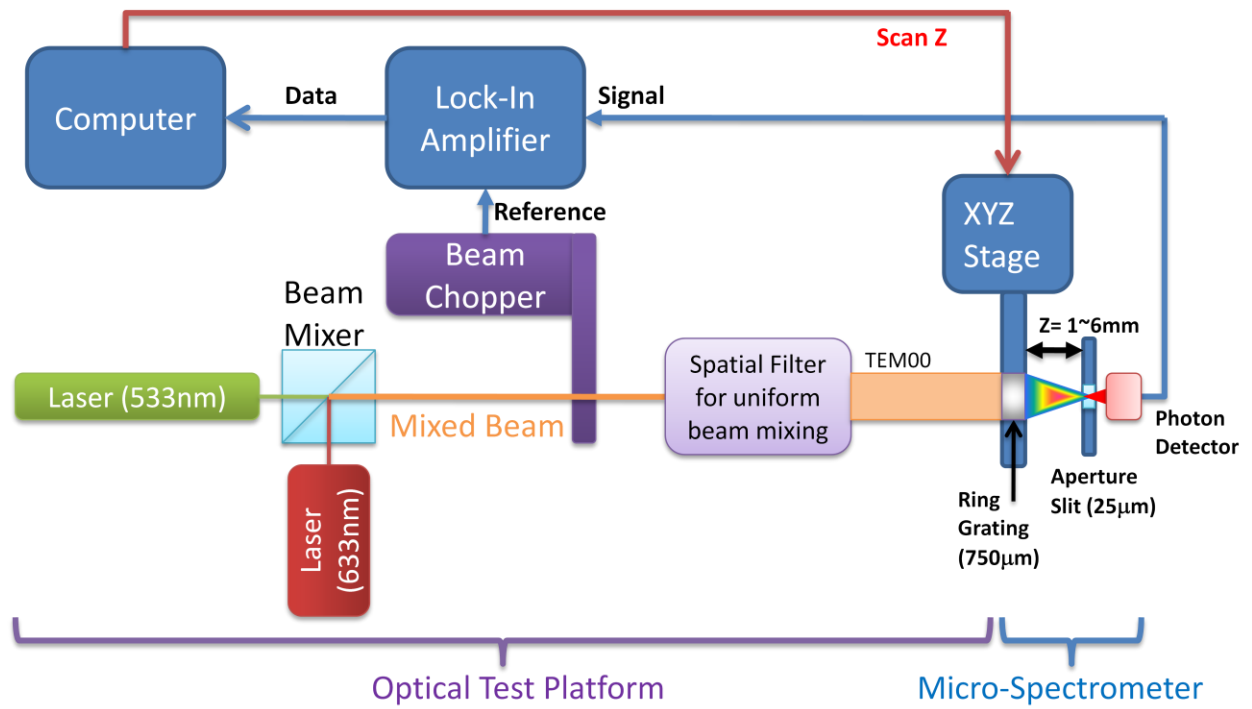 Scan Z
Computer
Data
Lock-In
Amplifier
Signal
Reference
XYZ
Stage
Beam
Chopper
Beam
Mixer
Z= 1~6mm
Laser (533nm)
Mixed Beam
Spatial Filter
for uniform
beam mixing
TEM00
Photon
Detector
Laser
(633nm)
Aperture
Slit (25μm)
Ring
Grating
(750μm)
Optical Test Platform
Micro-Spectrometer